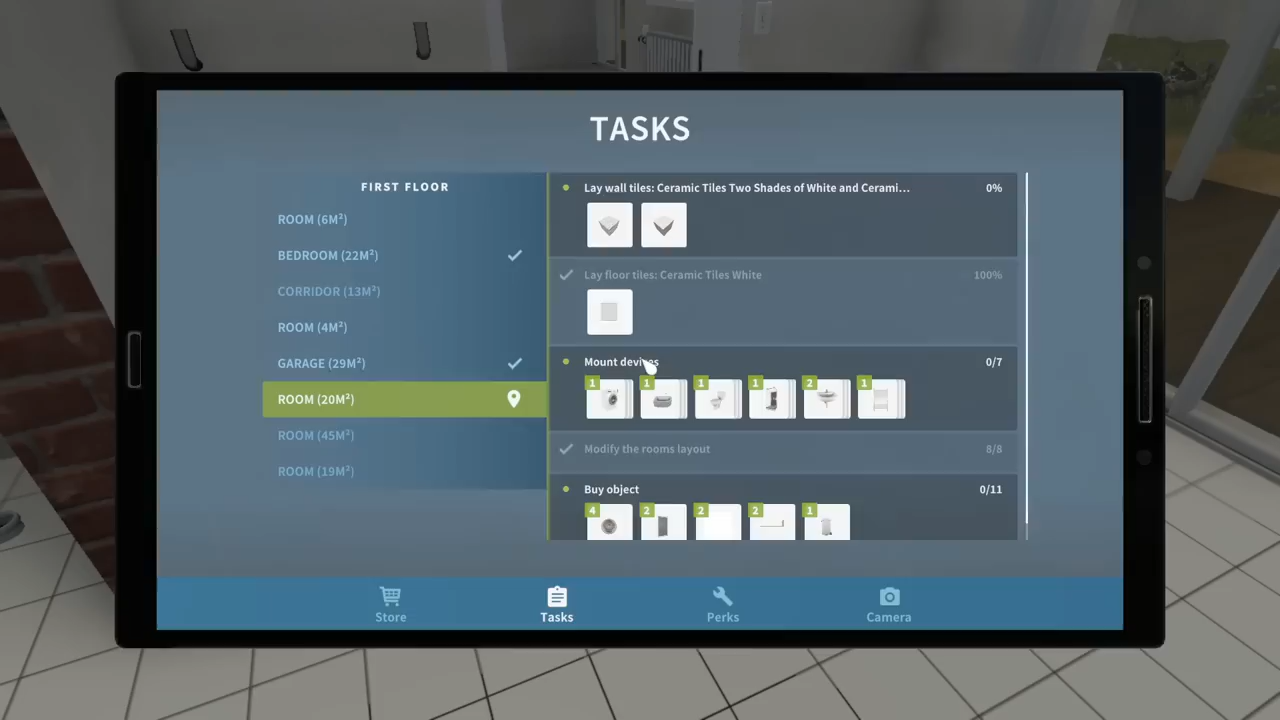 TASKS
FIRST FLOOR
ROOM (6M²)
BEDROOM (22M²)
CORRIDOR (13M²)
ROOM (4M²)
GARAGE (29M²)
ROOM (20M²)
ROOM (45M²)
ROOM (19M²)
Lay wall tiles: Ceramic Tiles Two Shades of White and Cerami... 0%
Lay floor tiles: Ceramic Tiles White 100%
Mount devices 0/7
1 1 1 1 2 1
Modify the rooms layout 8/8
Buy object 0/11
4 2 2 2 1
Store Tasks Perks Camera